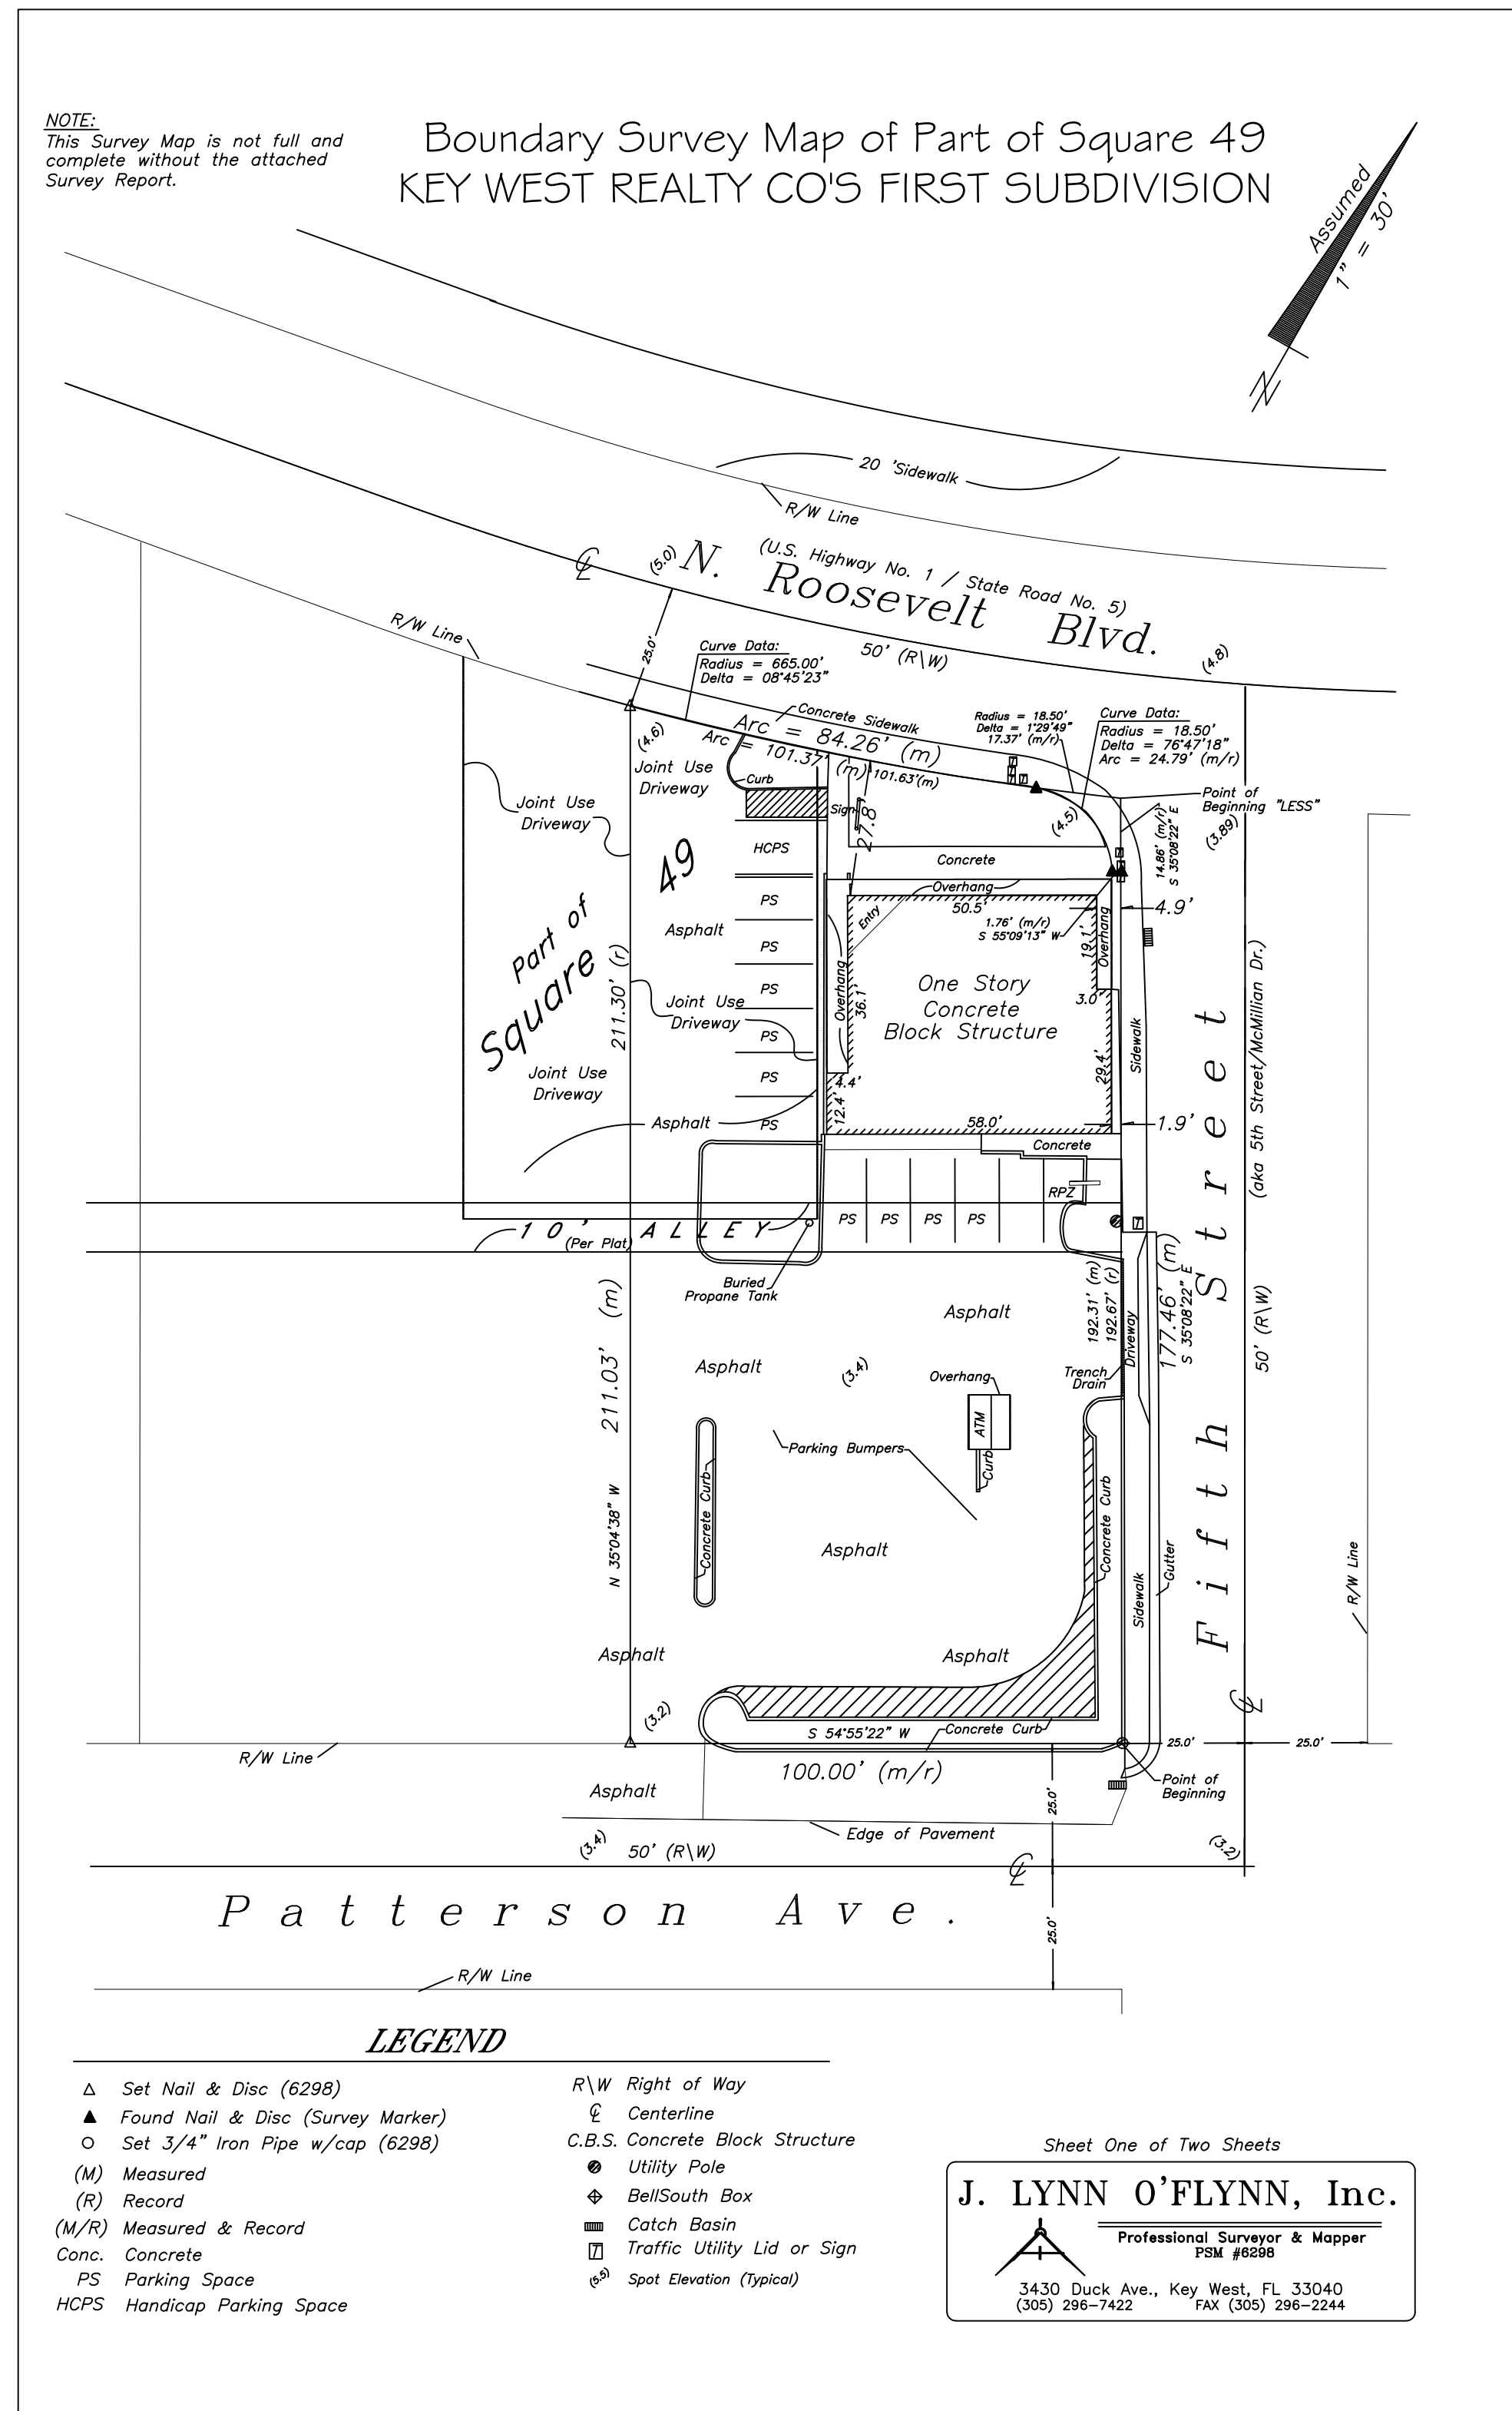 NOTE:
This Survey Map is not full and
complete without the attached
Survey Report.
Boundary Survey Map of Part of Square 49
KEY WEST REALTY CO'S FIRST SUBDIVISION
Assumed
1" = 30'
N
20 'Sidewalk
R/W Line
(5.0)
N. Roosevelt Blvd.
(U.S. Highway No. 1 / State Road No. 5)
50' (R\W)
(4.8)
R/W Line
25.0'
Curve Data:
Radius = 665.00'
Delta = 08°45'23"
Concrete Sidewalk
Arc = 84.26' (m)
Arc = 101.37' (m)
101.63'(m)
Radius = 18.50'
Delta = 1°29'49"
17.37' (m/r)
Curve Data:
Radius = 18.50'
Delta = 76°47'18"
Arc = 24.79' (m/r)
Point of
Beginning "LESS"
(4.6)
Joint Use
Driveway
Curb
Joint Use
Driveway
Sign
27.8'
(4.5)
14.86' (m/r)
S 35°08'22" E
(3.89)
HCPS
Concrete
Overhang
PS
Entry
50.5'
1.76' (m/r)
S 55°09'13" W
4.9'
19.1'
Overhang
Part of
Square 49
Asphalt
PS
211.30' (r)
PS
Overhang
36.1'
One Story
Concrete
Block Structure
3.0'
Joint Use
Driveway
PS
Sidewalk
Joint Use
Driveway
PS
4.4'
29.4'
12.4'
Asphalt
PS
58.0'
1.9'
Concrete
RPZ
PS
PS
PS
PS
10' ALLEY
(Per Plat)
Buried
Propane Tank
Fifth Street
(aka 5th Street/McMillian Dr.)
50' (R\W)
192.31' (m)
192.67' (r)
Driveway
177.46' (m)
S 35°08'22" E
Asphalt
211.03' (m)
Asphalt
(3.4)
Overhang
Trench
Drain
ATM
Parking Bumpers
Curb
Concrete Curb
Concrete Curb
N 35°04'38" W
Asphalt
Gutter
Sidewalk
R/W Line
Asphalt
Asphalt
(3.2)
S 54°55'22" W
Concrete Curb
R/W Line
100.00' (m/r)
25.0'
25.0'
Point of
Beginning
Asphalt
25.0'
Edge of Pavement
(3.4)
50' (R\W)
(3.2)
Patterson Ave.
25.0'
R/W Line
LEGEND
Set Nail & Disc (6298)
Found Nail & Disc (Survey Marker)
Set 3/4" Iron Pipe w/cap (6298)
(M) Measured
(R) Record
(M/R) Measured & Record
Conc. Concrete
PS Parking Space
HCPS Handicap Parking Space
R\W Right of Way
℄ Centerline
C.B.S. Concrete Block Structure
Utility Pole
BellSouth Box
Catch Basin
Traffic Utility Lid or Sign
(5.5) Spot Elevation (Typical)
Sheet One of Two Sheets
J. LYNN O'FLYNN, Inc.
Professional Surveyor & Mapper
PSM #6298
3430 Duck Ave., Key West, FL 33040
(305) 296-7422 FAX (305) 296-2244